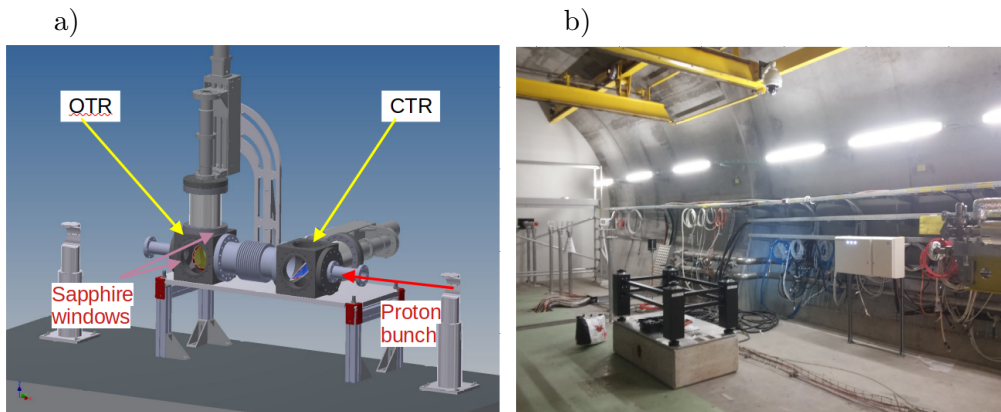 a)
b)
OTR
CTR
Sapphire
windows
Proton
bunch